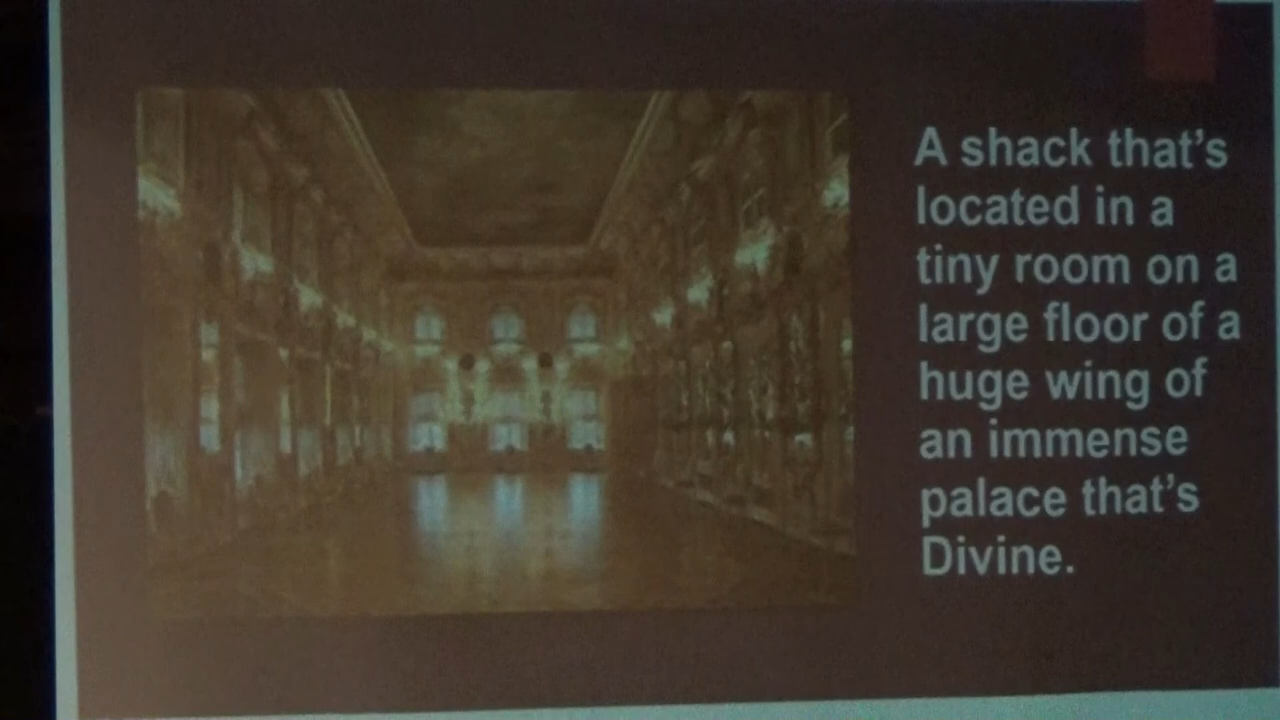 A shack that's
located in a
tiny room on a
large floor of a
huge wing of
an immense
palace that's
Divine.